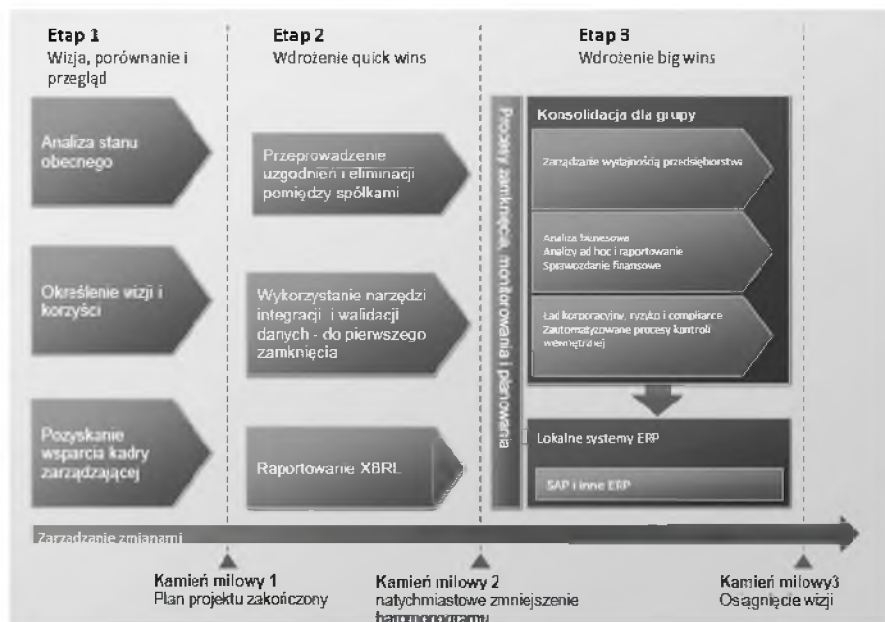 Etap 1
Wizja, porównanie i
przegląd
Analiza stanu
obecnego
Określenie wizji i
korzyści
Pozyskanie
wsparcia kadry
zarządzającej
Etap 2
Wdrożenie quick wins
Przeprowadzenie
uzgodnień i eliminacji
pomiędzy spółkami
Wykorzystanie narzędzi
integracji i walidacji
danych - do pierwszego
zamknięcia
Raportowanie XBRL
Etap 3
Wdrożenie big wins
Procesy zamknięcia, monitorowania i planowania
Konsolidacja dla grupy
Zarządzanie wydajnością przedsiębiorstwa
Analiza biznesowa
Analizy ad hoc i raportowanie
Sprawozdanie finansowe
Ład korporacyjny, ryzyko i compliance
Zautomatyzowane procesy kontroli
wewnętrznej
Lokalne systemy ERP
SAP i inne ERP
Zarządzanie zmianami
Kamień milowy 1
Plan projektu zakończony
Kamień milowy 2
natychmiastowe zmniejszenie
harmonogramu
Kamień milowy3
Osiągnięcie wizji